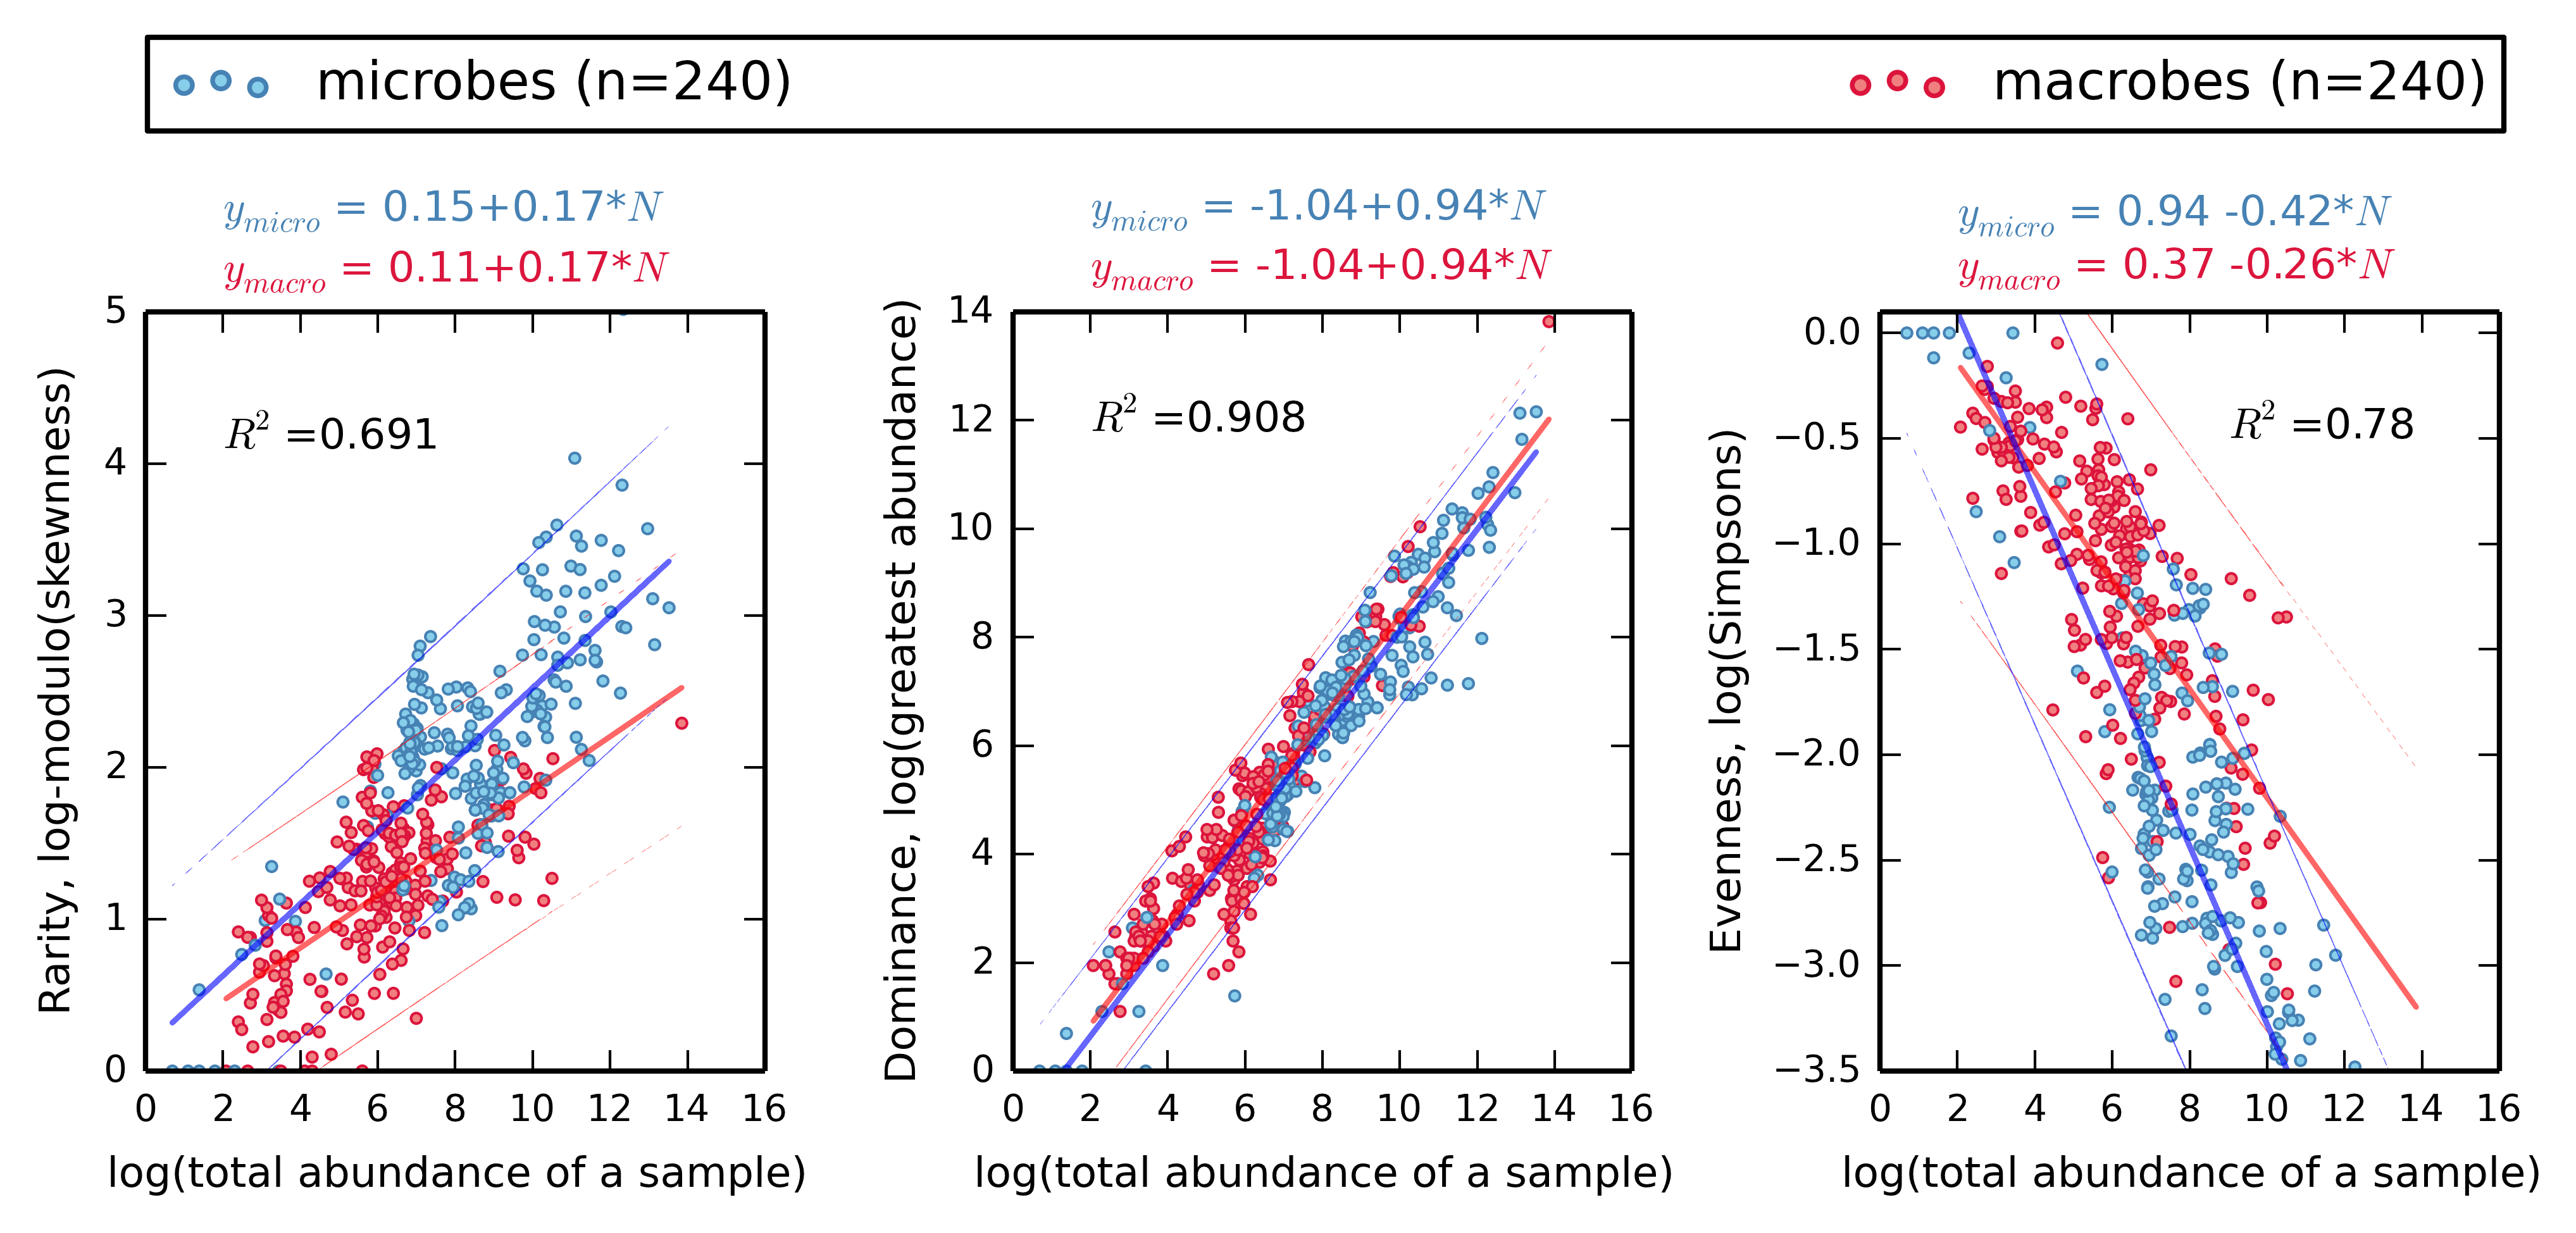 microbes (n=240)
macrobes (n=240)
y_micro = 0.15+0.17*N
y_macro = 0.11+0.17*N
R² =0.691
Rarity, log-modulo(skewnness)
5
4
3
2
1
0
0 2 4 6 8 10 12 14 16
log(total abundance of a sample)
y_micro = -1.04+0.94*N
y_macro = -1.04+0.94*N
R² =0.908
Dominance, log(greatest abundance)
14
12
10
8
6
4
2
0
0 2 4 6 8 10 12 14 16
log(total abundance of a sample)
y_micro = 0.94 -0.42*N
y_macro = 0.37 -0.26*N
R² =0.78
Evenness, log(Simpsons)
0.0
−0.5
−1.0
−1.5
−2.0
−2.5
−3.0
−3.5
0 2 4 6 8 10 12 14 16
log(total abundance of a sample)